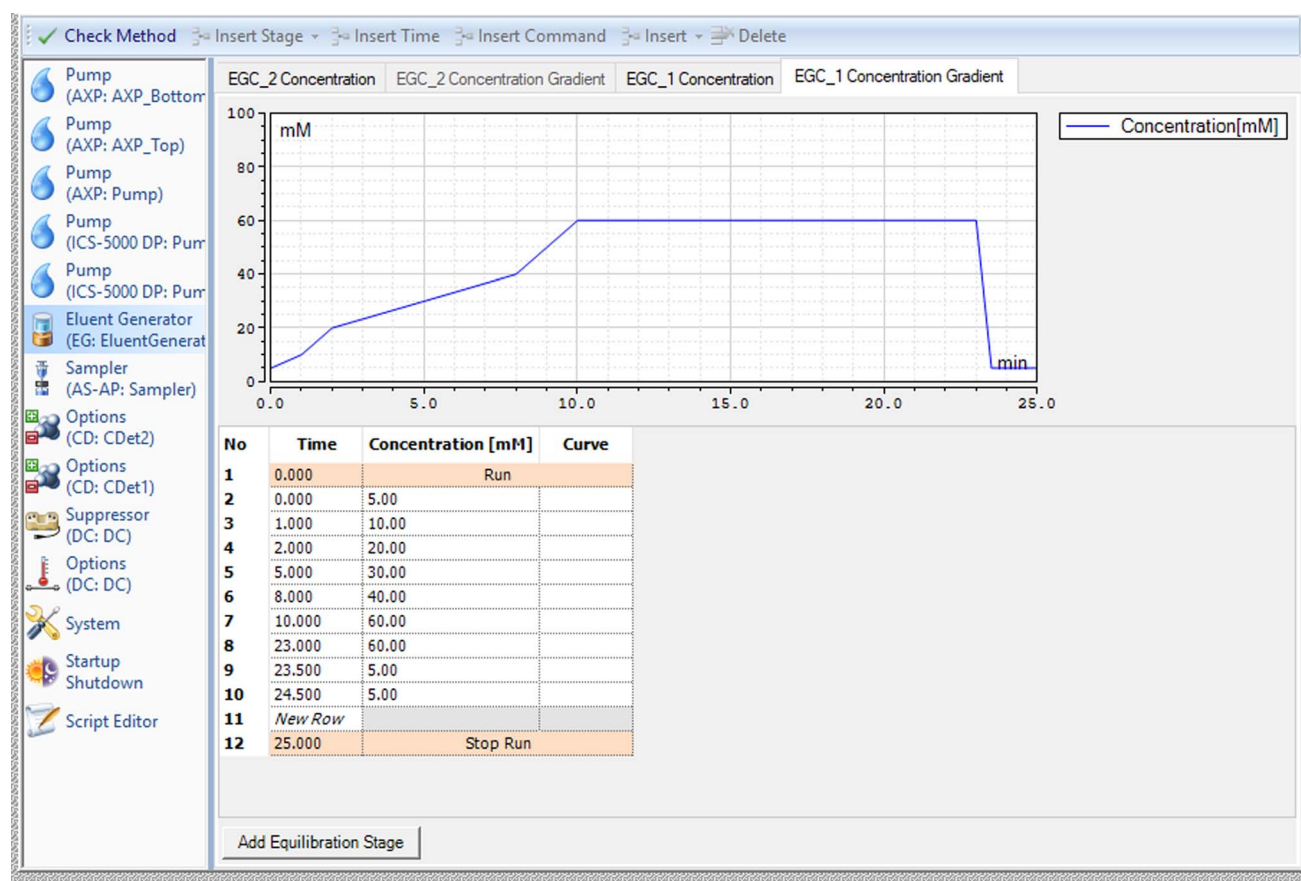 Check Method Insert Stage Insert Time Insert Command Insert Delete
Pump
(AXP: AXP_Bottom
Pump
(AXP: AXP_Top)
Pump
(AXP: Pump)
Pump
(ICS-5000 DP: Pum
Pump
(ICS-5000 DP: Pum
Eluent Generator
(EG: EluentGenerat
Sampler
(AS-AP: Sampler)
Options
(CD: CDet2)
Options
(CD: CDet1)
Suppressor
(DC: DC)
Options
(DC: DC)
System
Startup
Shutdown
Script Editor
EGC_2 Concentration EGC_2 Concentration Gradient EGC_1 Concentration EGC_1 Concentration Gradient
100
mM
80
60
40
20
0
min
0.0 5.0 10.0 15.0 20.0 25.0
Concentration[mM]
No Time Concentration [mM] Curve
1 0.000 Run
2 0.000 5.00
3 1.000 10.00
4 2.000 20.00
5 5.000 30.00
6 8.000 40.00
7 10.000 60.00
8 23.000 60.00
9 23.500 5.00
10 24.500 5.00
11 New Row
12 25.000 Stop Run
Add Equilibration Stage